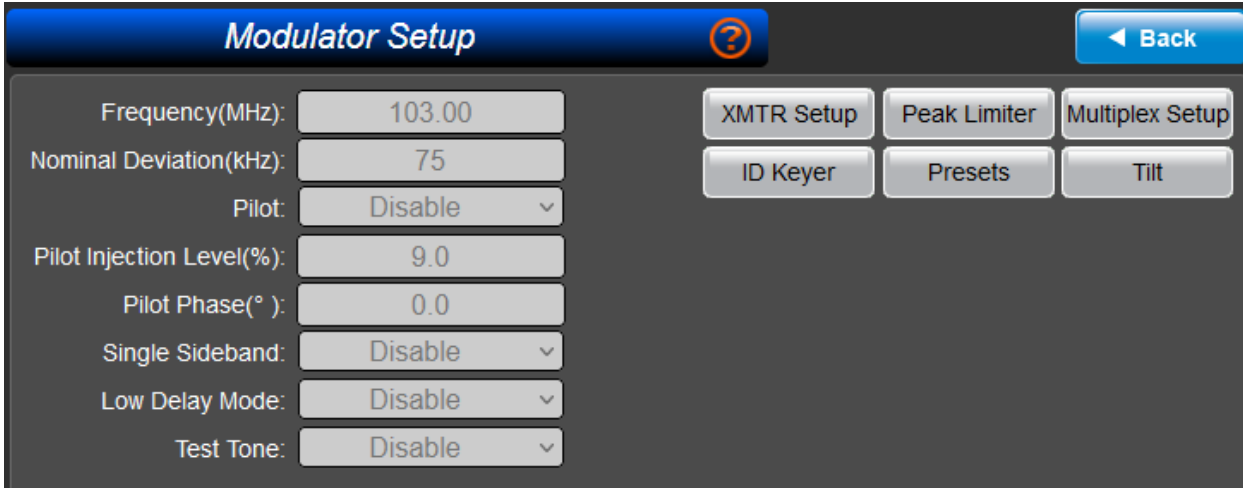 Modulator Setup
?
Back
Frequency(MHz): 103.00
Nominal Deviation(kHz): 75
Pilot: Disable
Pilot Injection Level(%): 9.0
Pilot Phase(° ): 0.0
Single Sideband: Disable
Low Delay Mode: Disable
Test Tone: Disable
XMTR Setup Peak Limiter Multiplex Setup
ID Keyer Presets Tilt